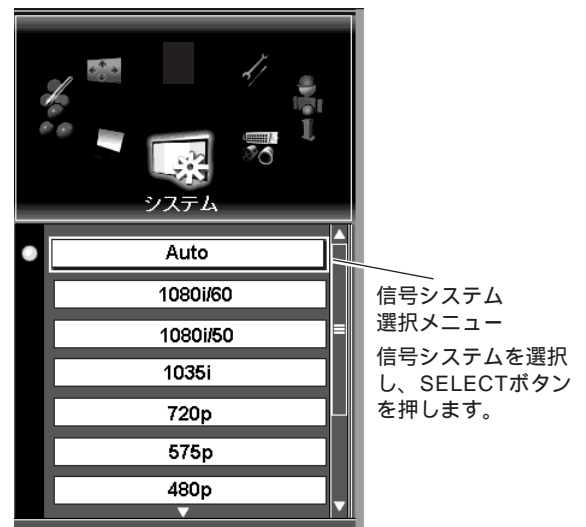 システム
Auto
1080i/60
1080i/50
1035i
720p
575p
480p
信号システム
選択メニュー
信号システムを選択
し、SELECTボタン
を押します。